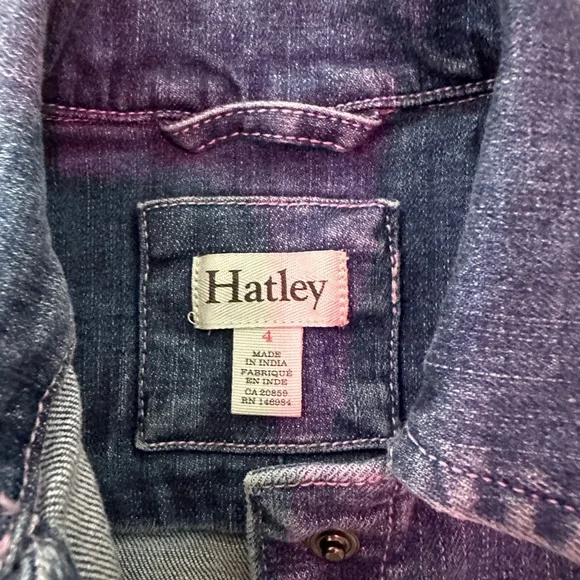 Hatley
4
MADE
IN INDIA
FABRIQUÉ
EN INDE
CA 20859
RN 146984